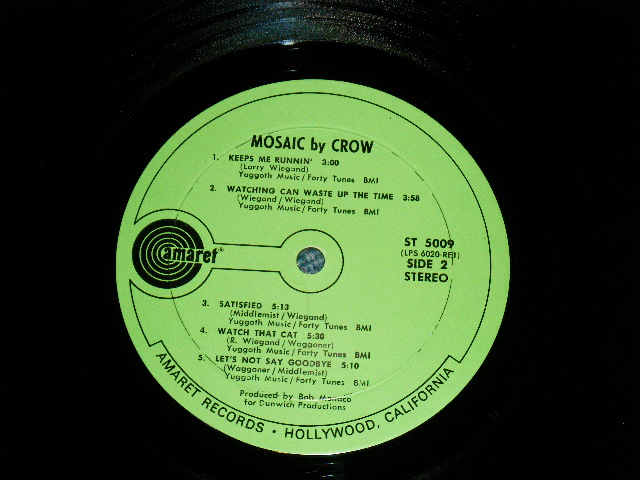 MOSAIC by CROW
1. KEEPS ME RUNNIN' 3:00
(Larry Wiegand)
Yuggoth Music/Forty Tunes BMI
2. WATCHING CAN WASTE UP THE TIME 3:58
(Wiegand/Wiegand)
Yuggoth Music/Forty Tunes BMI
amaret®
ST 5009
(LPS 6020-RE1)
SIDE 2
STEREO
3. SATISFIED 5:13
(Middlemist/Wiegand)
Yuggoth Music/Forty Tunes BMI
4. WATCH THAT CAT 5:30
(R. Wiegand/Waggoner)
Yuggoth Music/Forty Tunes BMI
5. LET'S NOT SAY GOODBYE 5:10
(Waggoner/Middlemist)
Yuggoth Music/Forty Tunes BMI
Produced by Bob Monaco
for Dunwich Productions
AMARET RECORDS • HOLLYWOOD, CALIFORNIA